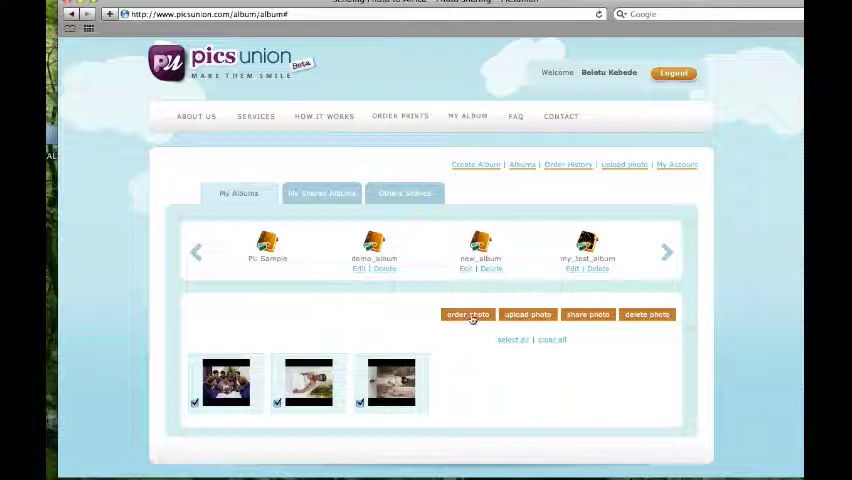 http://www.picsunion.com/album/album#
Google
PU picsunion Beta
MAKE THEM SMILE
Welcome Beletu Kebede Logout
ABOUT US SERVICES HOW IT WORKS ORDER PRINTS MY ALBUM FAQ CONTACT
Create Album | Albums | Order History | upload photo | My Account
My Albums My Shared Albums Others Shared
PU Sample demo_album new_album my_test_album
Edit | Delete Edit | Delete Edit | Delete
order photo upload photo share photo delete photo
select all | clear all